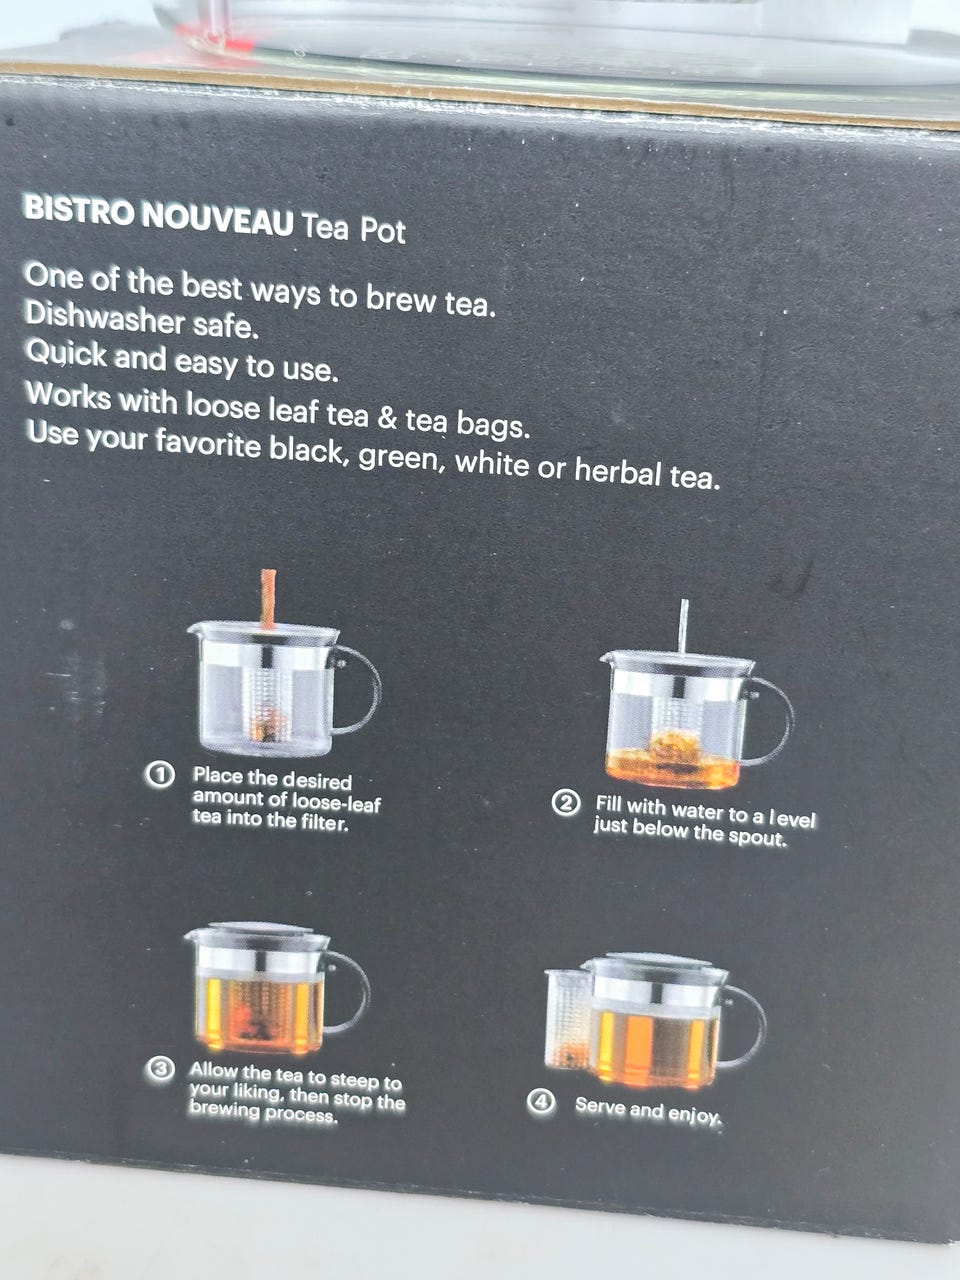 BISTRO NOUVEAU Tea Pot
One of the best ways to brew tea.
Dishwasher safe.
Quick and easy to use.
Works with loose leaf tea & tea bags.
Use your favorite black, green, white or herbal tea.
1 Place the desired
amount of loose-leaf
tea into the filter.
2 Fill with water to a level
just below the spout.
3 Allow the tea to steep to
your liking, then stop the
brewing process.
4 Serve and enjoy.